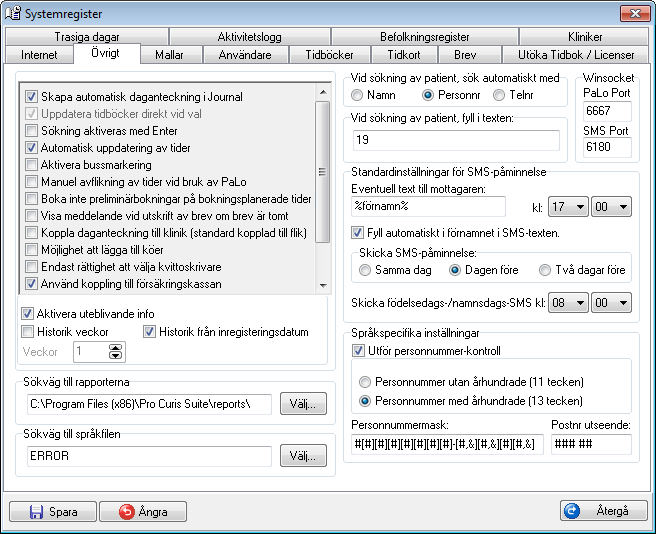 Systemregister
Trasiga dagar
Aktivitetslogg
Befolkningsregister
Kliniker
Internet
Övrigt
Mallar
Användare
Tidböcker
Tidkort
Brev
Utöka Tidbok / Licenser
Skapa automatisk daganteckning i Journal
Uppdatera tidböcker direkt vid val
Sökning aktiveras med Enter
Automatisk uppdatering av tider
Aktivera bussmarkering
Manuel avflikning av tider vid bruk av PaLo
Boka inte preliminärbokningar på bokningsplanerade tider
Visa meddelande vid utskrift av brev om brev är tomt
Koppla daganteckning till klinik (standard kopplad till flik)
Möjlighet att lägga till köer
Endast rättighet att välja kvittoskrivare
Använd koppling till försäkringskassan
Aktivera uteblivande info
Historik veckor
Historik från inregisteringsdatum
Veckor
1
Sökväg till rapporterna
C:\Program Files (x86)\Pro Curis Suite\reports\
Välj...
Sökväg till språkfilen
ERROR
Välj...
Vid sökning av patient, sök automatiskt med
Namn
Personnr
Telnr
Vid sökning av patient, fyll i texten:
19
Winsocket
PaLo Port
6667
SMS Port
6180
Standardinställningar för SMS-påminnelse
Eventuell text till mottagaren:
%förnamn%
kl:
17
00
Fyll automatiskt i förnamnet i SMS-texten.
Skicka SMS-påminnelse:
Samma dag
Dagen före
Två dagar före
Skicka födelsedags-/namnsdags-SMS kl:
08
00
Språkspecifika inställningar
Utför personnummer-kontroll
Personnummer utan århundrade (11 tecken)
Personnummer med århundrade (13 tecken)
Personnummermask:
#[#][#][#][#][#][#][#]-[#,&][#,&][#][#,&]
Postnr utseende:
### ##
Spara
Ångra
Återgå